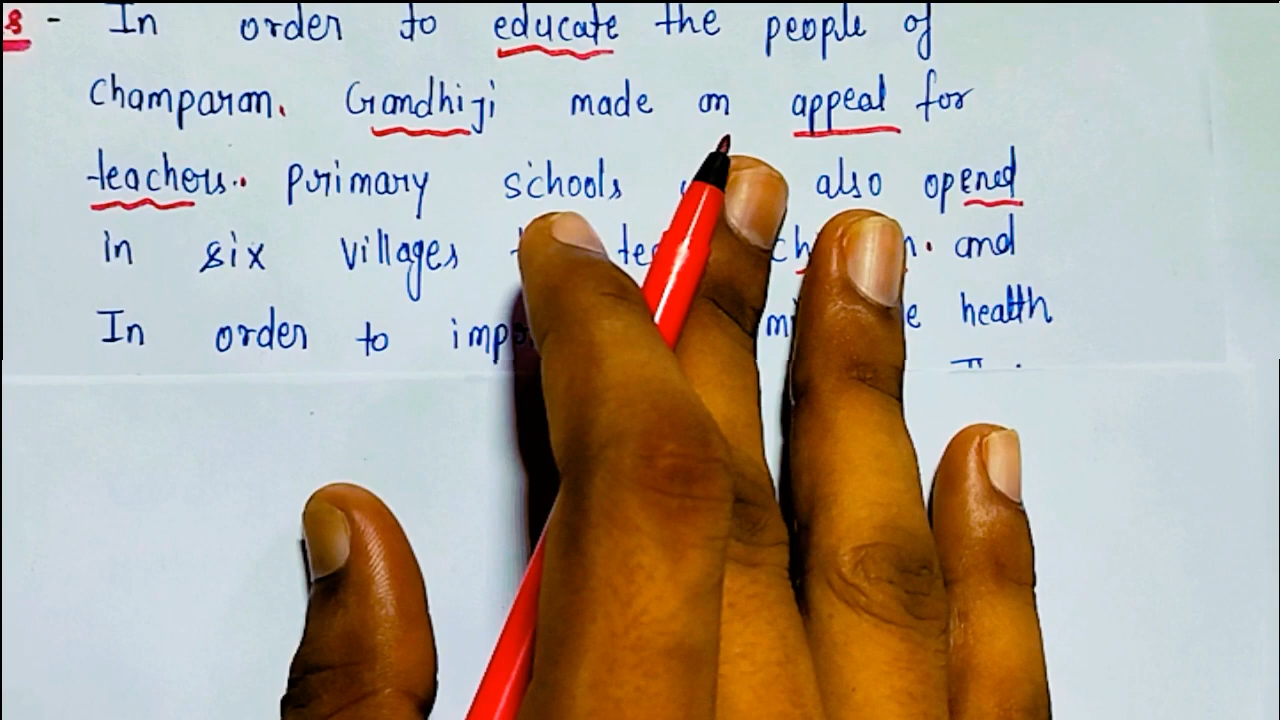 s - In order to educate the people of
Champaran. Gandhiji made an appeal for
teachers. primary schools also opened
in six villages and
In order to health